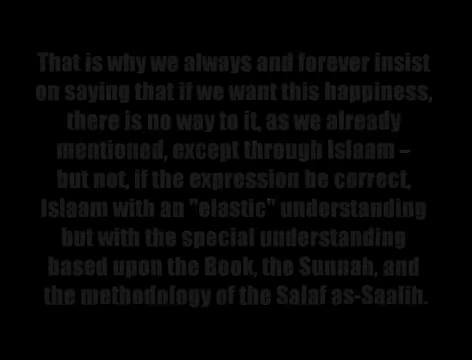 That is why we always and forever insist
on saying that if we want this happiness,
there is no way to it, as we already
mentioned, except through Islaam –
but not, if the expression be correct,
Islaam with an "elastic" understanding
but with the special understanding
based upon the Book, the Sunnah, and
the methodology of the Salaf as-Saalih.